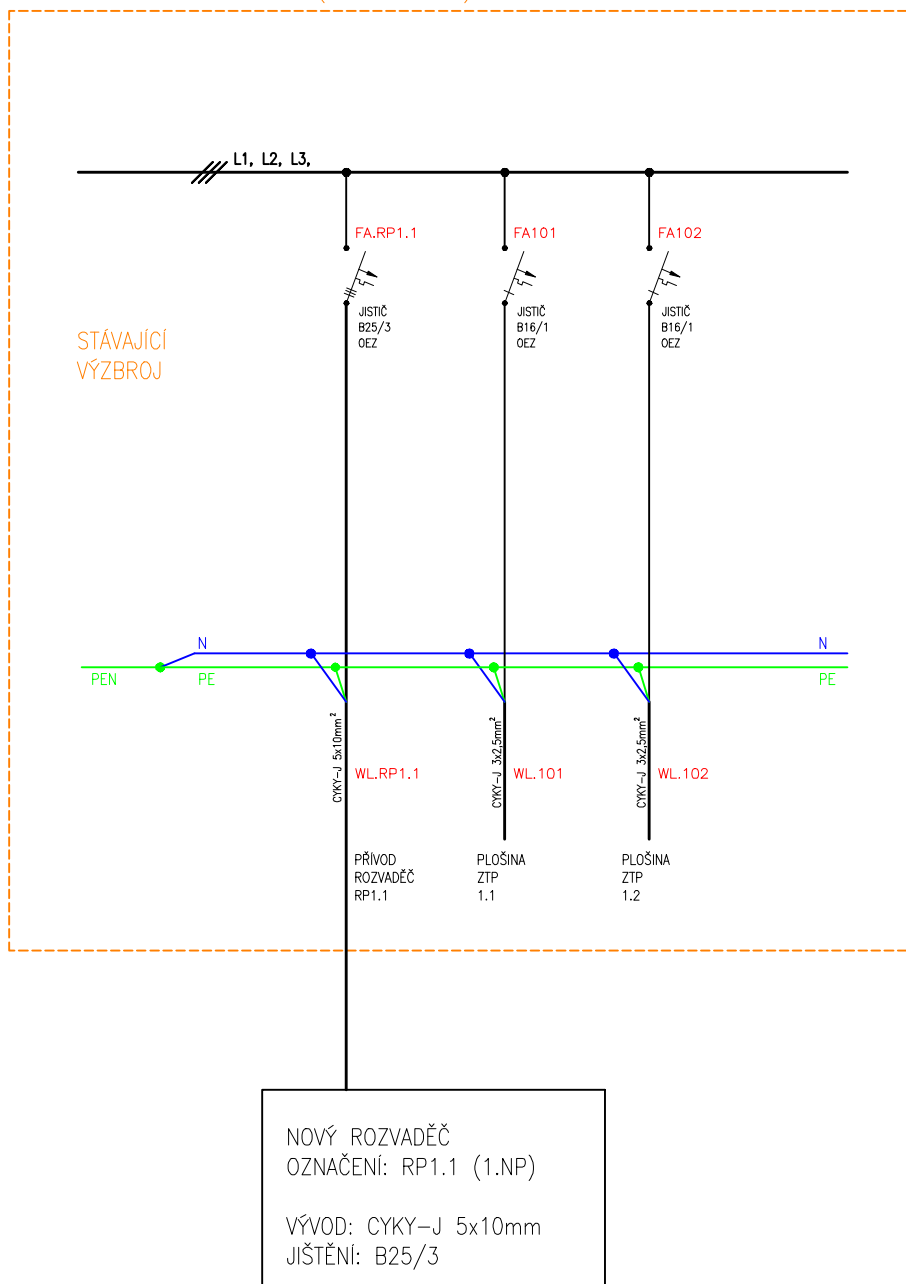 L1, L2, L3,
FA.RP1.1
FA101
FA102
JISTIČ
B25/3
OEZ
JISTIČ
B16/1
OEZ
JISTIČ
B16/1
OEZ
STÁVAJÍCÍ
VÝZBROJ
N
N
PEN
PE
PE
CYKY-J 5x10mm²
CYKY-J 3x2,5mm²
CYKY-J 3x2,5mm²
WL.RP1.1
WL.101
WL.102
PŘÍVOD
ROZVADĚČ
RP1.1
PLOŠINA
ZTP
1.1
PLOŠINA
ZTP
1.2
NOVÝ ROZVADĚČ
OZNAČENÍ: RP1.1 (1.NP)
VÝVOD: CYKY-J 5x10mm
JIŠTĚNÍ: B25/3